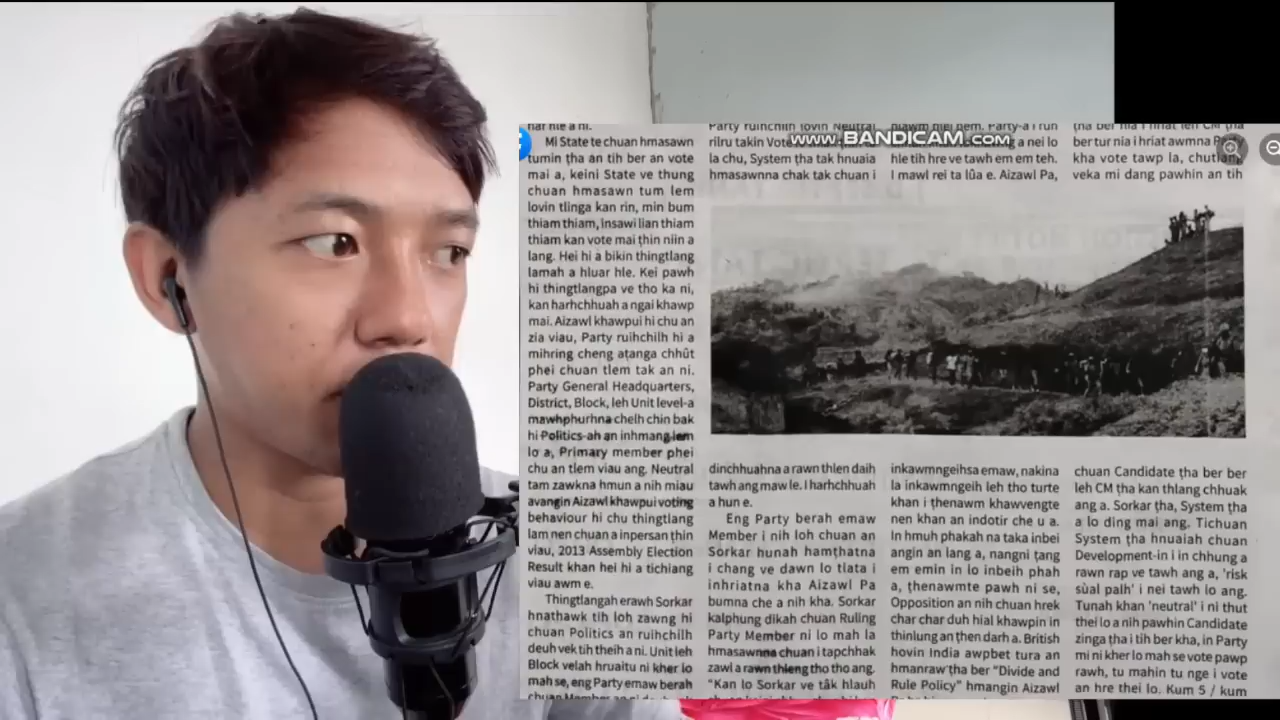 www.BANDICAM.com
har hle a ni.
Mi State te chuan hmasawn
tumin ṭha an tih ber an vote
mai a, keini State ve thung
chuan hmasawn tum lem
lovin tlinga kan rin, min bum
thiam thiam, insawi lian thiam
thiam kan vote mai ṭhin niin a
lang. Hei hi a bikin thingtlang
lamah a hluar hle. Kei pawh
hi thingtlangpa ve tho ka ni,
kan harhchhuah a ngai khawp
mai. Aizawl khawpui hi chu an
zia viau, Party ruihchilh hi a
mihring cheng aṭanga chhût
phei chuan tlem tak an ni.
Party General Headquarters,
District, Block, leh Unit level-a
mawhphurhna chelh chin bak
hi Politics-ah an inhmang lem
lo a, Primary member phei
chu an tlem viau ang. Neutral
tam zawkna hmun a nih miau
avangin Aizawl khawpui voting
behaviour hi chu thingtlang
lam nen chuan a inpersan ṭhin
viau, 2013 Assembly Election
Result khan hei hi a tichiang
viau awm e.
Thingtlangah erawh Sorkar
hnathawk tih loh zawng hi
chuan Politics an ruihchilh
deuh vek tih theih a ni. Unit leh
Block velah hruaitu ni kher lo
mah se, eng Party emaw berah
Party ruihchilh lovin Neutral
rilru takin Vote
la chu, System ṭha tak hnuaia
hmasawnna chak tak chuan i
dinchhuahna a rawn thlen daih
tawh ang maw le. I harhchhuah
a hun e.
Eng Party berah emaw
Member i nih loh chuan an
Sorkar hunah hamṭhatna
i chang ve dawn lo tlata i
inhriatna kha Aizawl Pa
bumna che a nih kha. Sorkar
kalphung dikah chuan Ruling
Party Member ni lo mah la
hmasawnna chuan i tapchhak
zawl a rawn thleng tho tho ang.
“Kan lo Sorkar ve tâk hlauh
Party-a i run
a nei lo
hle tih hre ve tawh em em teh.
I mawl rei ta lûa e. Aizawl Pa,
inkawmngeihsa emaw, nakina
la inkawmngeih leh tho turte
khan i thenawm khawvengte
nen khan an indotir che u a.
In hmuh phakah na taka inbei
angin an lang a, nangni ṭang
em emin in lo inbeih phah
a, ṭhenawmte pawh ni se,
Opposition an nih chuan hrek
char char duh hial khawpin in
thinlung an ṭhen darh a. British
hovin India awpbet tura an
hmanraw ṭha ber “Divide and
Rule Policy” hmangin Aizawl
ber tur nia i hriat awmna
kha vote tawp la, chutlang
veka mi dang pawhin an tih
chuan Candidate ṭha ber ber
leh CM ṭha kan thlang chhuak
ang a. Sorkar ṭha, System ṭha
a lo ding mai ang. Tichuan
System ṭha hnuaiah chuan
Development-in i in chhung a
rawn rap ve tawh ang a, 'risk
sùal palh' i nei tawh lo ang.
Tunah khan 'neutral' i ni thut
thei lo a nih pawhin Candidate
zinga ṭha i tih ber kha, in Party
mi ni kher lo mah se vote pawp
rawh, tu mahin tu nge i vote
an hre thei lo. Kum 5 / kum